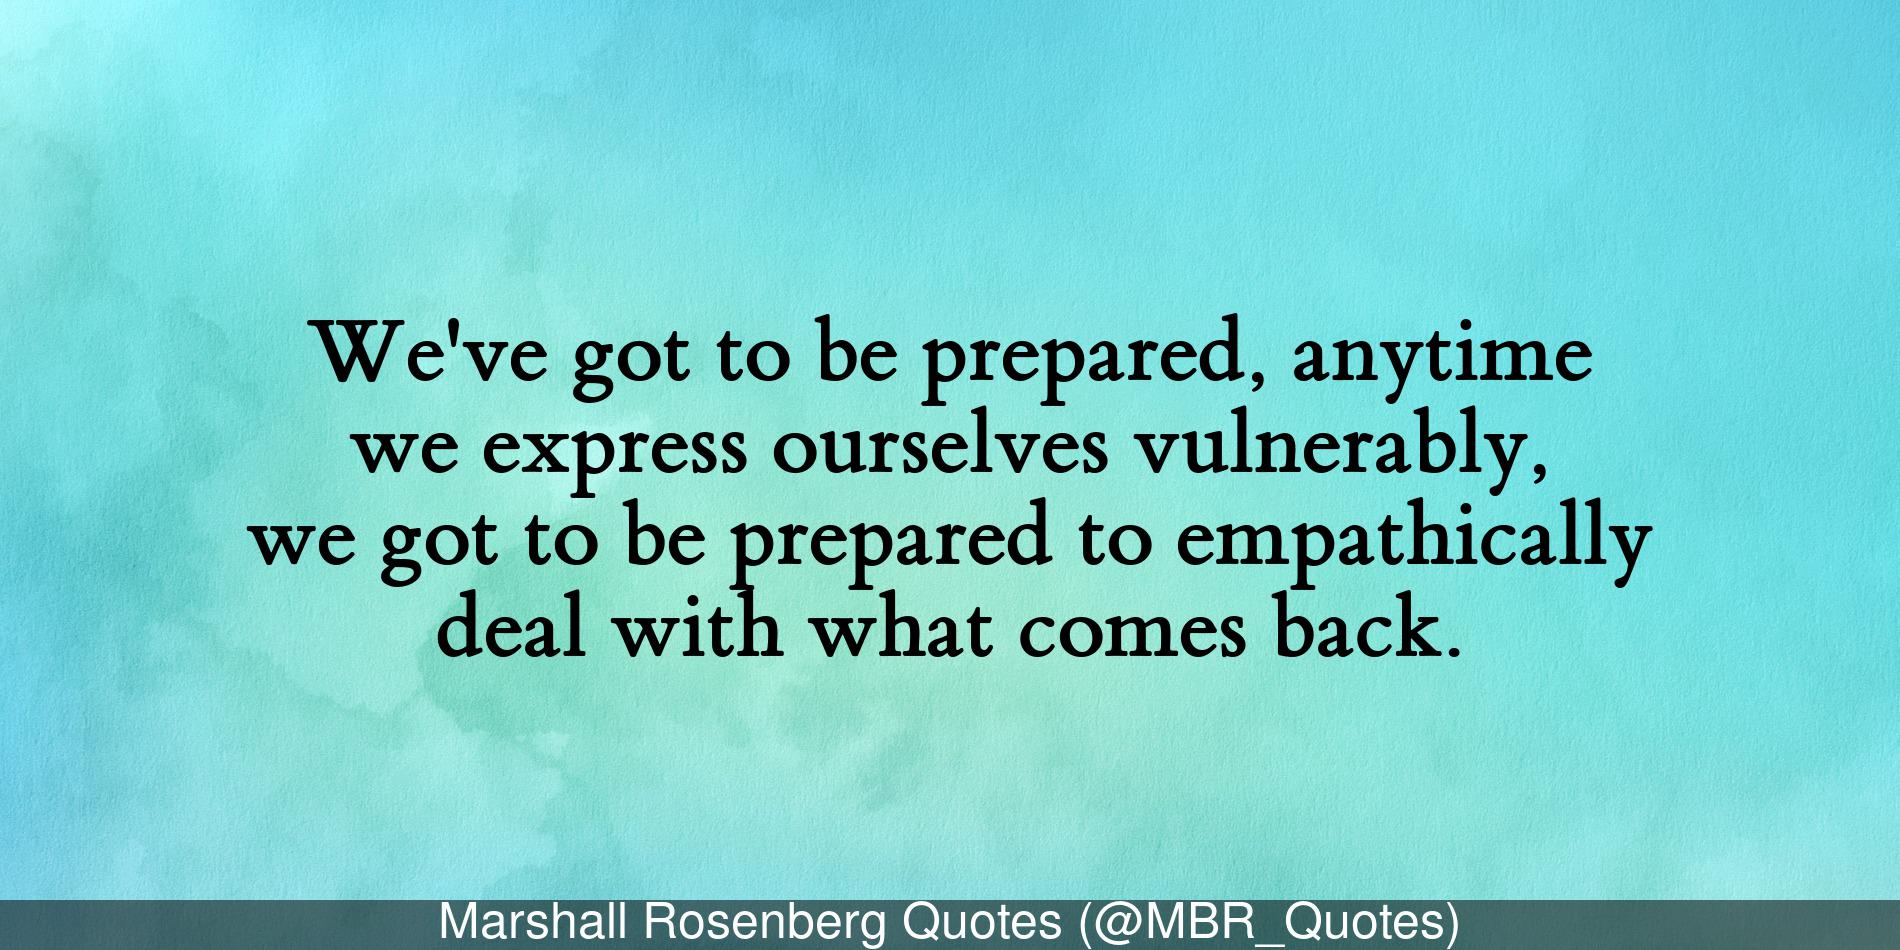 We've got to be prepared, anytime
we express ourselves vulnerably,
we got to be prepared to empathically
deal with what comes back.
Marshall Rosenberg Quotes (@MBR_Quotes)